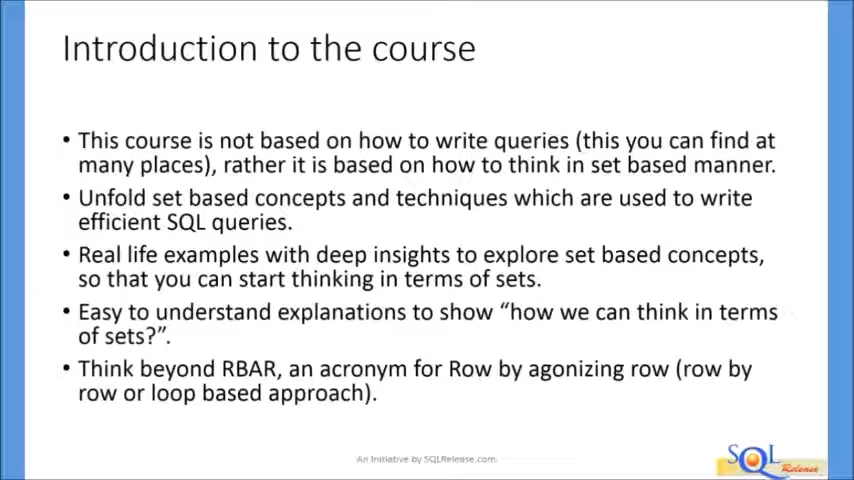 Introduction to the course
• This course is not based on how to write queries (this you can find at
many places), rather it is based on how to think in set based manner.
• Unfold set based concepts and techniques which are used to write
efficient SQL queries.
• Real life examples with deep insights to explore set based concepts,
so that you can start thinking in terms of sets.
• Easy to understand explanations to show “how we can think in terms
of sets?”.
• Think beyond RBAR, an acronym for Row by agonizing row (row by
row or loop based approach).
An Initiative by SQLRelease.com
SQL
Release